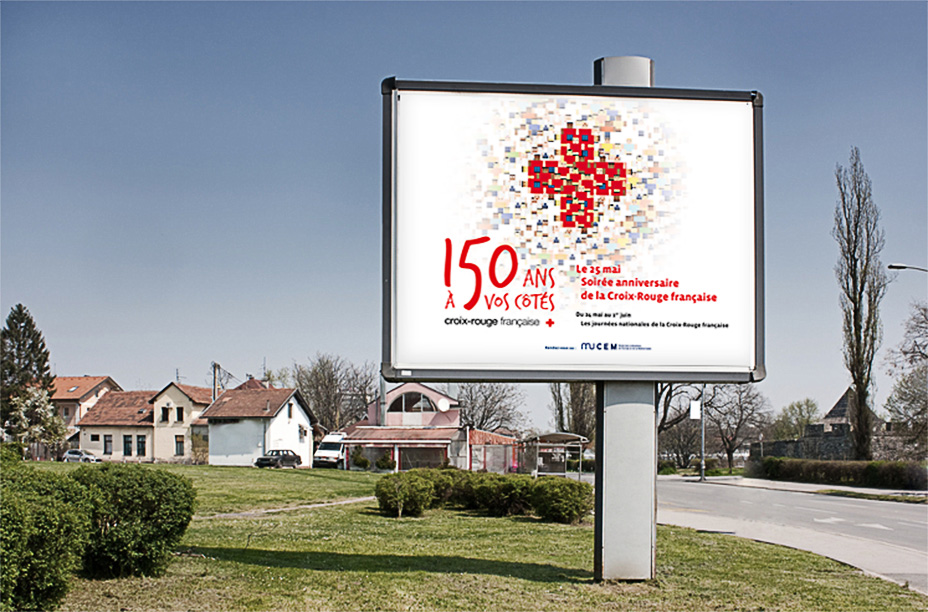 150 ANS
À VOS CÔTÉS
croix-rouge française
Le 25 mai
Soirée anniversaire
de la Croix-Rouge française
Du 24 mai au 1er juin
Les journées nationales de la Croix-Rouge française
MUCEM